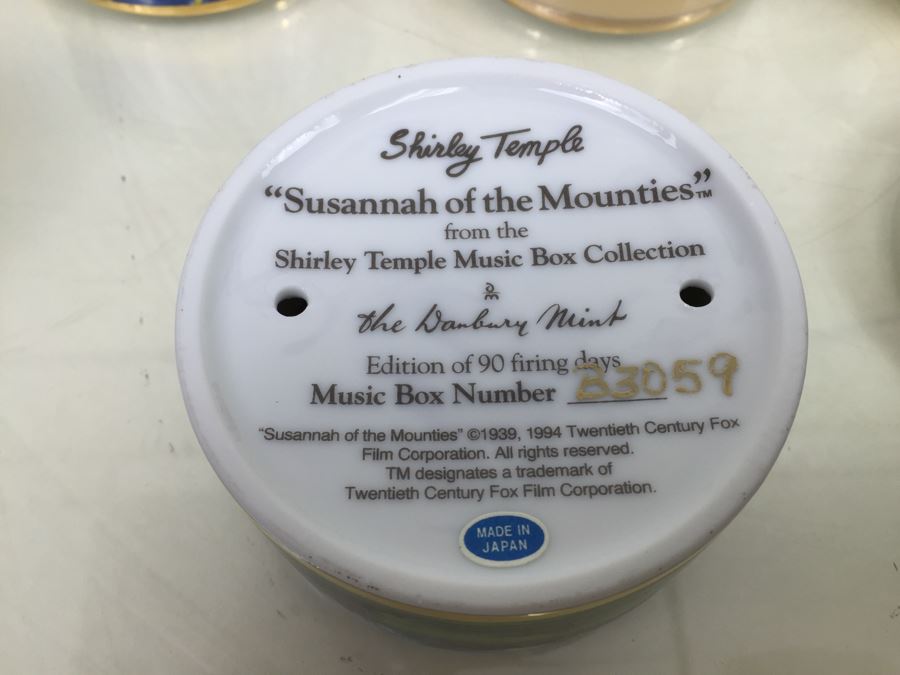 Shirley Temple
“Susannah of the Mounties”™
from the
Shirley Temple Music Box Collection
the Danbury Mint
Edition of 90 firing days
Music Box Number B3059
“Susannah of the Mounties” ©1939, 1994 Twentieth Century Fox
Film Corporation. All rights reserved.
TM designates a trademark of
Twentieth Century Fox Film Corporation.
MADE IN
JAPAN